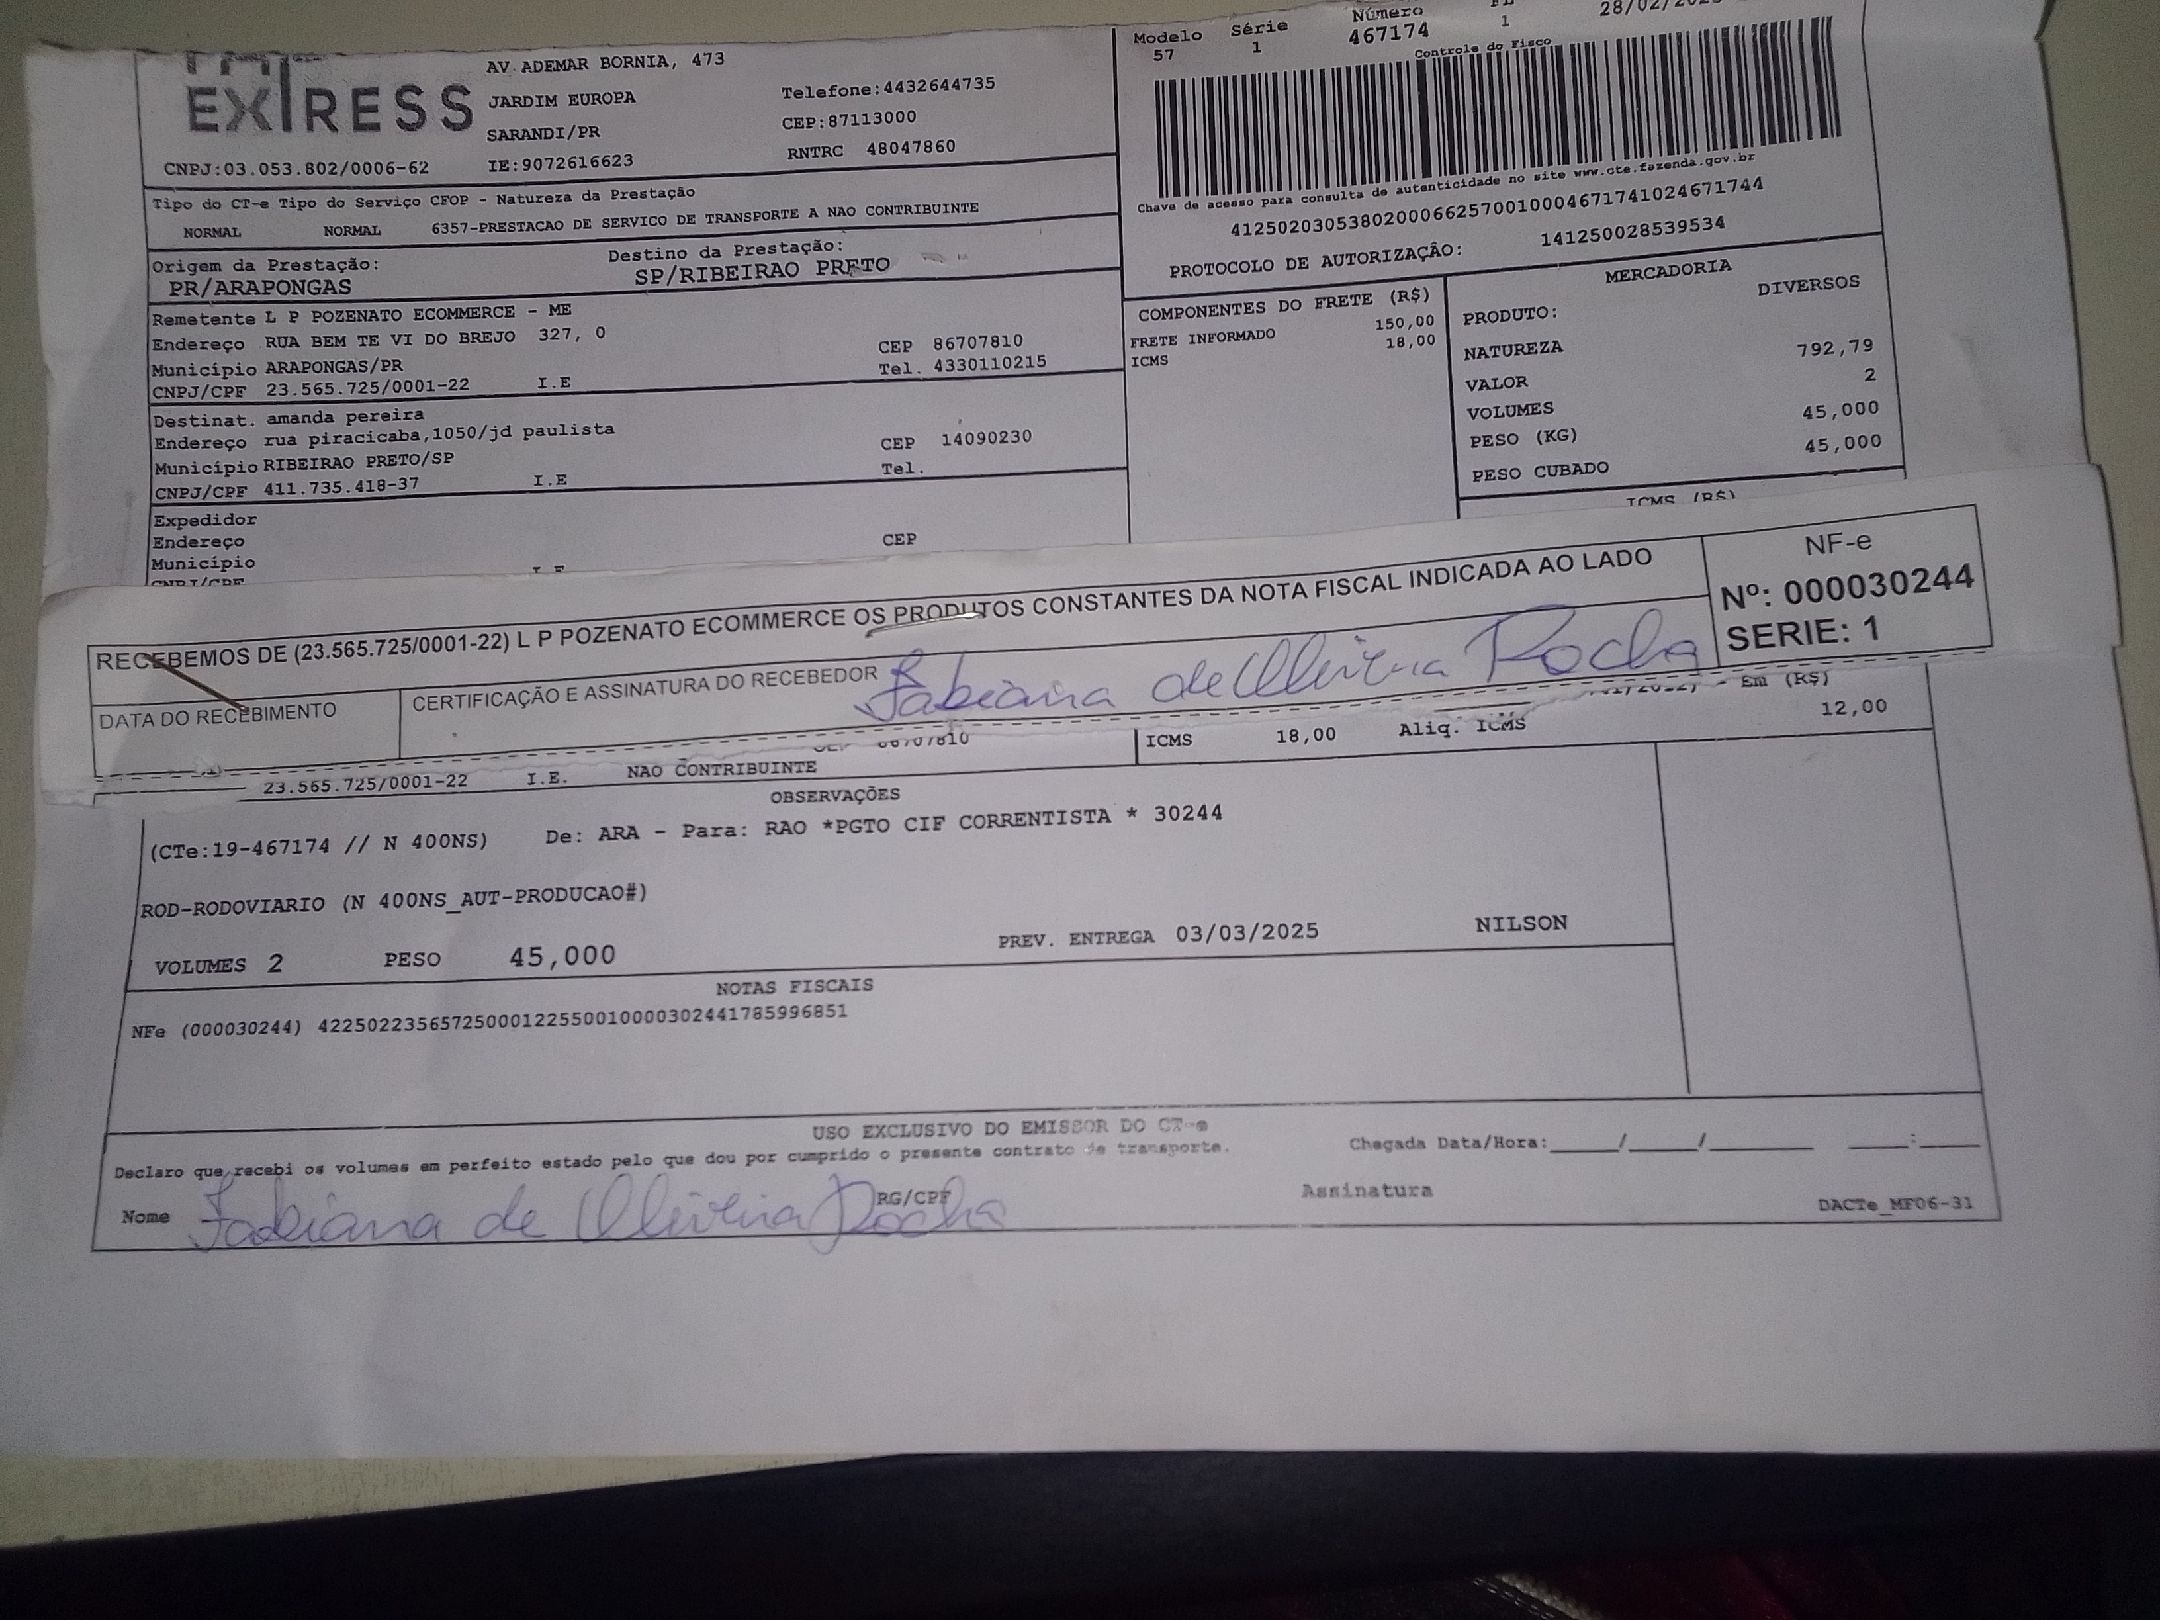 EXPRESS
AV ADEMAR BORNIA, 473
JARDIM EUROPA
Telefone:4432644735
SARANDI/PR
CEP:87113000
CNPJ:03.053.802/0006-62
IE:9072616623
RNTRC 48047860
Modelo Série Número
57 1 467174 1 28/02/
Controle do Fisco
Chave de acesso para consulta de autenticidade no site www.cte.fazenda.gov.br
41250203053802000662570010004671741024671744
PROTOCOLO DE AUTORIZAÇÃO: 141250028539534
Tipo do CT-e Tipo do Serviço CFOP - Natureza da Prestação
NORMAL NORMAL 6357-PRESTACAO DE SERVICO DE TRANSPORTE A NAO CONTRIBUINTE
Origem da Prestação: Destino da Prestação:
PR/ARAPONGAS SP/RIBEIRAO PRETO
Remetente L P POZENATO ECOMMERCE - ME
Endereço RUA BEM TE VI DO BREJO 327, 0 CEP 86707810
Município ARAPONGAS/PR Tel. 4330110215
CNPJ/CPF 23.565.725/0001-22 I.E
Destinat. amanda pereira
Endereço rua piracicaba,1050/jd paulista CEP 14090230
Município RIBEIRAO PRETO/SP Tel.
CNPJ/CPF 411.735.418-37 I.E
Expedidor
Endereço CEP
Município
CNPJ/CPF I.E
COMPONENTES DO FRETE (R$)
FRETE INFORMADO 150,00
ICMS 18,00
MERCADORIA
PRODUTO: DIVERSOS
NATUREZA
VALOR 792,79
VOLUMES 2
PESO (KG) 45,000
PESO CUBADO 45,000
ICMS (R$)
RECEBEMOS DE (23.565.725/0001-22) L P POZENATO ECOMMERCE OS PRODUTOS CONSTANTES DA NOTA FISCAL INDICADA AO LADO
DATA DO RECEBIMENTO
CERTIFICAÇÃO E ASSINATURA DO RECEBEDOR Fabiana de Oliveira Rocha
NF-e
Nº: 000030244
SERIE: 1
CEP 86707810
- Em (R$)
ICMS 18,00 Aliq. ICMS 12,00
23.565.725/0001-22 I.E. NAO CONTRIBUINTE
OBSERVAÇÕES
(CTe:19-467174 // N 400NS) De: ARA - Para: RAO *PGTO CIF CORRENTISTA * 30244
ROD-RODOVIARIO (N 400NS_AUT-PRODUCAO#)
VOLUMES 2 PESO 45,000 PREV. ENTREGA 03/03/2025 NILSON
NOTAS FISCAIS
NFe (000030244) 42250223565725000122550010000302441785996851
USO EXCLUSIVO DO EMISSOR DO CT-e
Declaro que recebi os volumes em perfeito estado pelo que dou por cumprido o presente contrato de transporte.
Chegada Data/Hora:_____/_____/_______ ____:____
Nome Fabiana de Oliveira Rocha RG/CPF
Assinatura
DACTe_MF06-31